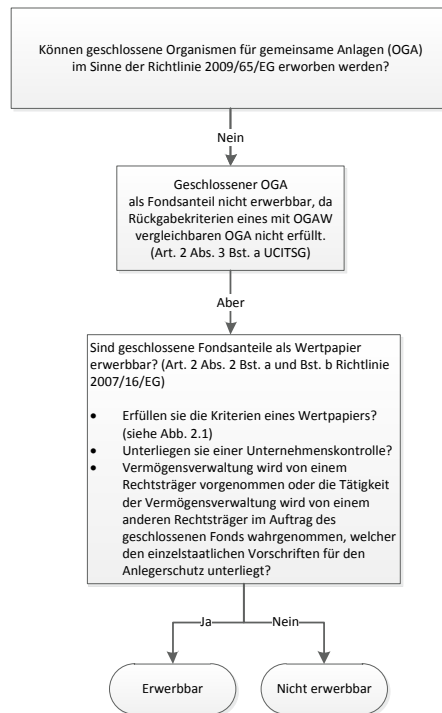 Können geschlossene Organismen für gemeinsame Anlagen (OGA)
im Sinne der Richtlinie 2009/65/EG erworben werden?
Nein
Geschlossener OGA
als Fondsanteil nicht erwerbbar, da
Rückgabekriterien eines mit OGAW
vergleichbaren OGA nicht erfüllt.
(Art. 2 Abs. 3 Bst. a UCITSG)
Aber
Sind geschlossene Fondsanteile als Wertpapier
erwerbbar? (Art. 2 Abs. 2 Bst. a und Bst. b Richtlinie
2007/16/EG)
• Erfüllen sie die Kriterien eines Wertpapiers?
(siehe Abb. 2.1)
• Unterliegen sie einer Unternehmenskontrolle?
• Vermögensverwaltung wird von einem
Rechtsträger vorgenommen oder die Tätigkeit
der Vermögensverwaltung wird von einem
anderen Rechtsträger im Auftrag des
geschlossenen Fonds wahrgenommen, welcher
den einzelstaatlichen Vorschriften für den
Anlegerschutz unterliegt?
Ja Nein
Erwerbbar Nicht erwerbbar